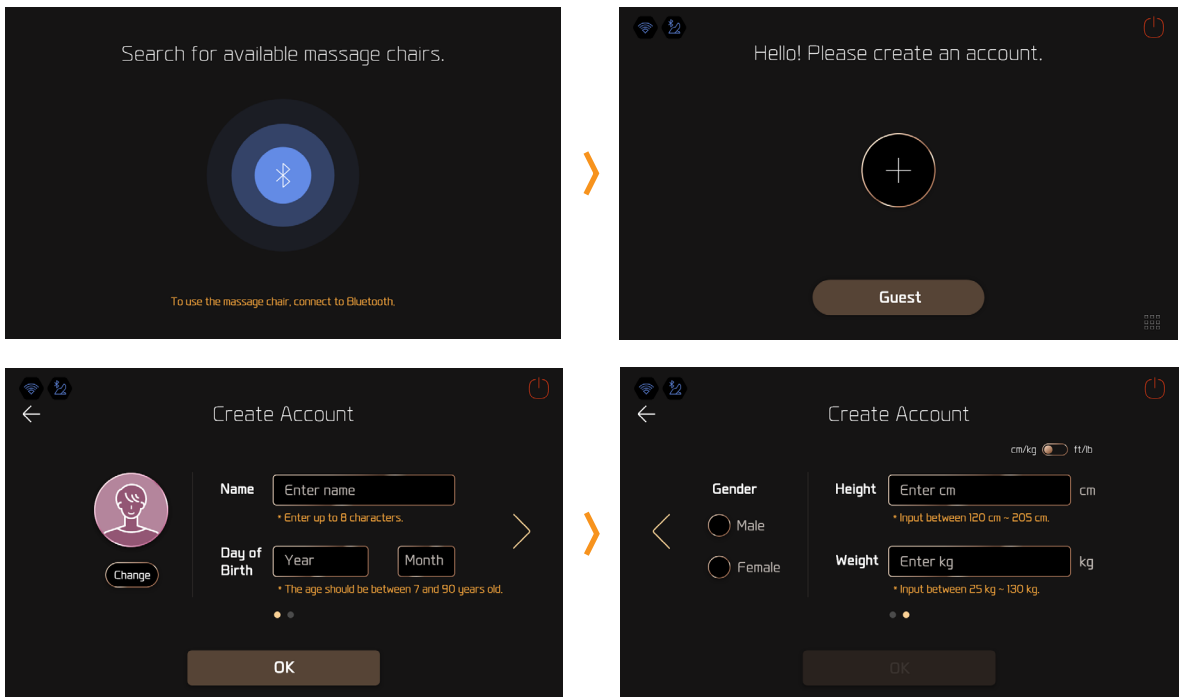 Search for available massage chairs.
To use the massage chair, connect to Bluetooth.
Hello! Please create an account.
Guest
Create Account
Name
Enter name
* Enter up to 8 characters.
Day of
Birth
Year
Month
* The age should be between 7 and 90 years old.
Change
OK
Create Account
cm/kg
ft/lb
Gender
Male
Female
Height
Enter cm
cm
* Input between 120 cm ~ 205 cm.
Weight
Enter kg
kg
* Input between 25 kg ~ 130 kg.
OK